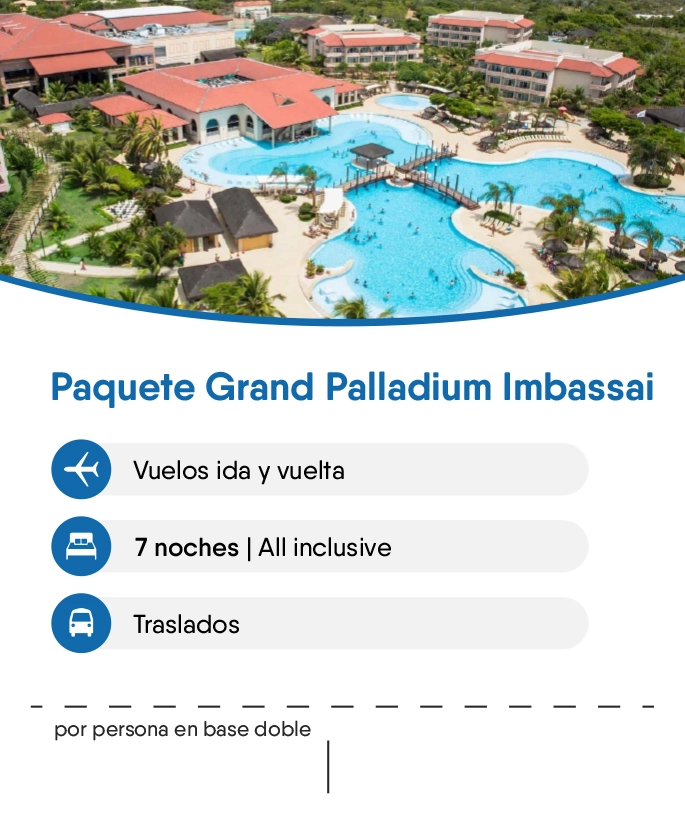 Paquete Grand Palladium Imbassai
Vuelos ida y vuelta
7 noches | All inclusive
Traslados
por persona en base doble